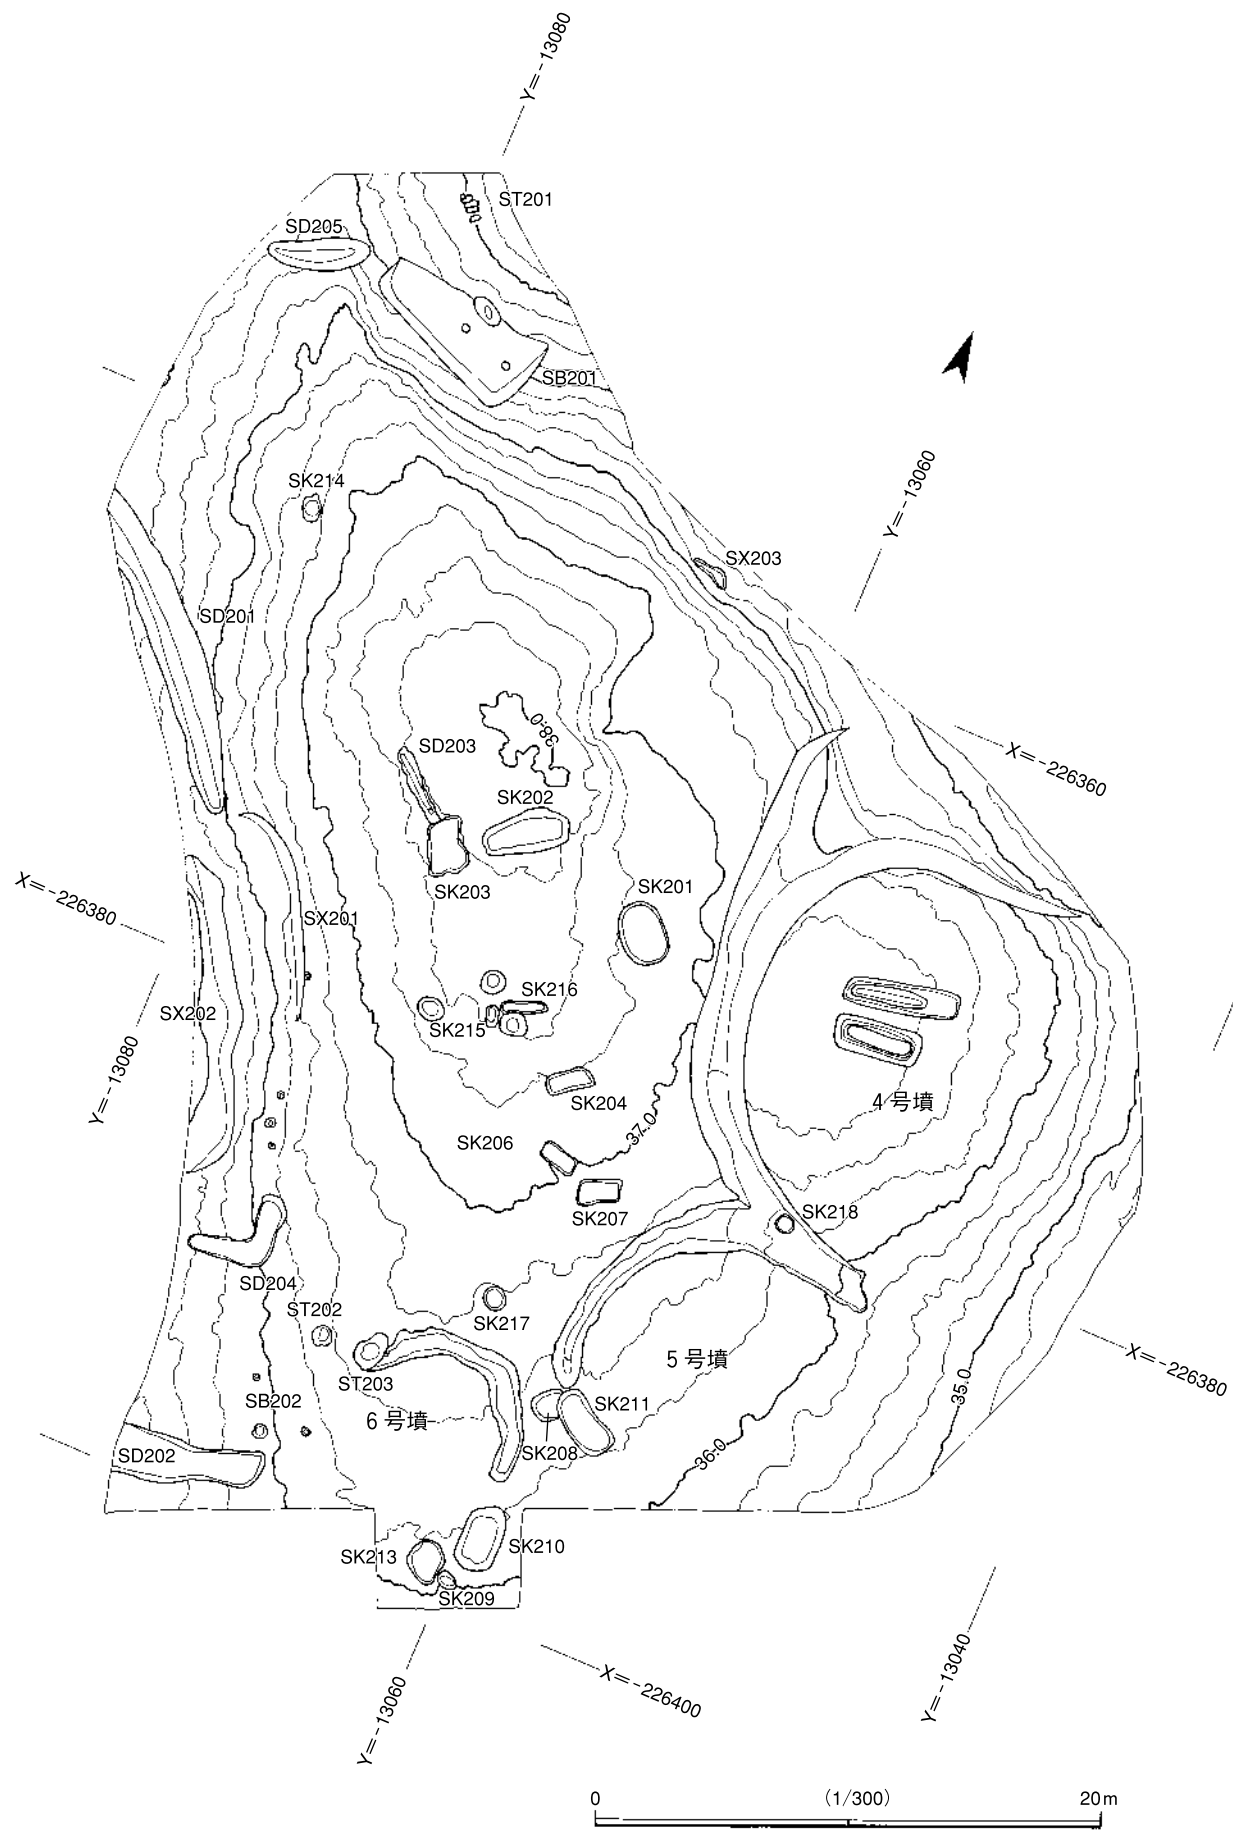 Y=-13080
ST201
SD205
SB201
SK214
Y=-13060
SX203
SD201
38.0
SD203
X=-226360
SK202
SK203
SK201
X=-226380
SX201
SK216
SX202
SK215
Y=-13080
SK204
4号墳
37.0
SK206
SK207
SK218
SD204
ST202
SK217
5号墳
X=-226380
ST203
35.0
SB202
SK211
6号墳
SK208
36.0
SD202
SK210
SK213
SK209
Y=-13060
X=-226400
Y=-13040
0 (1/300) 20m